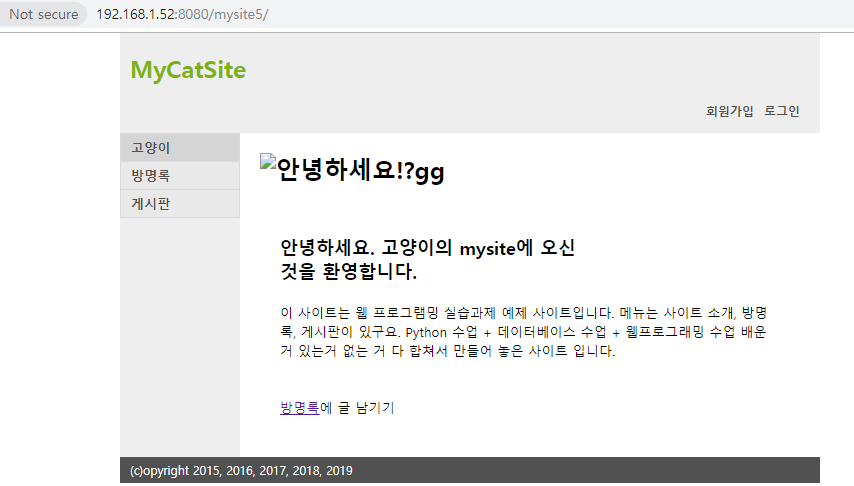 Not secure 192.168.1.52:8080/mysite5/
MyCatSite
회원가입 로그인
고양이
방명록
게시판
안녕하세요!?gg
안녕하세요. 고양이의 mysite에 오신
것을 환영합니다.
이 사이트는 웹 프로그램밍 실습과제 예제 사이트입니다. 메뉴는 사이트 소개, 방명
록, 게시판이 있구요. Python 수업 + 데이터베이스 수업 + 웹프로그래밍 수업 배운
거 있는거 없는 거 다 합쳐서 만들어 놓은 사이트 입니다.
방명록에 글 남기기
(c)opyright 2015, 2016, 2017, 2018, 2019